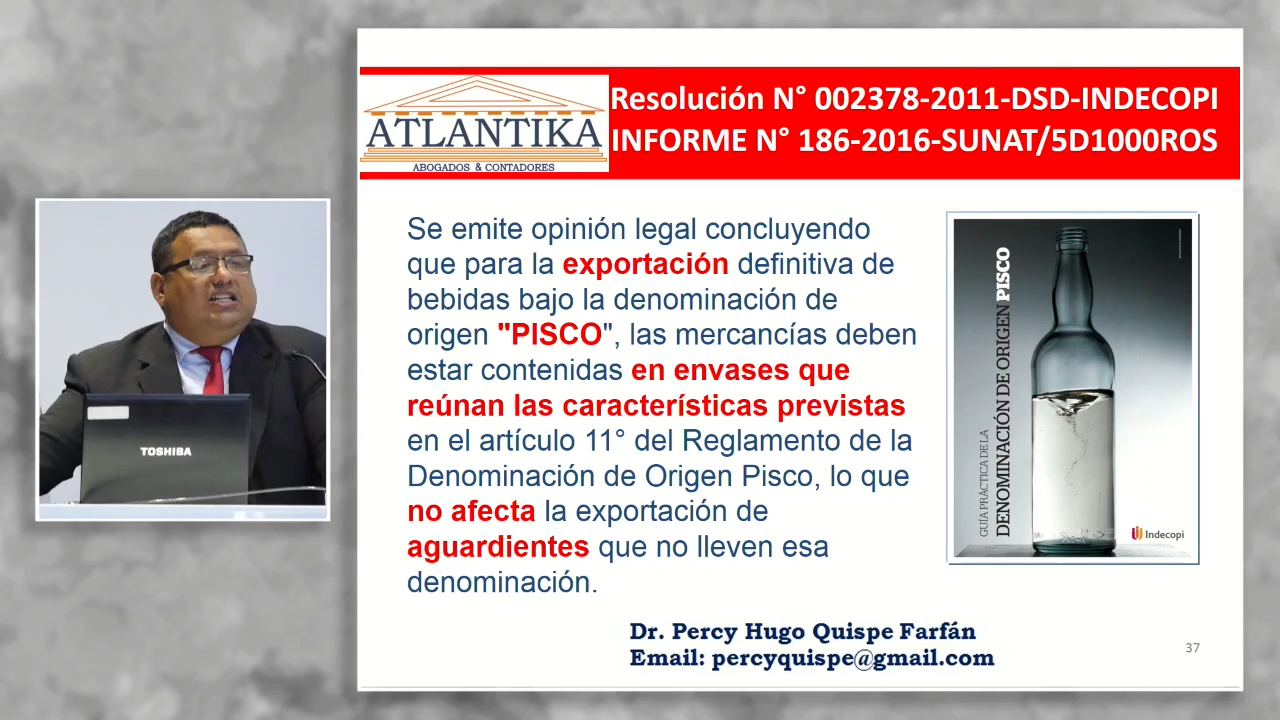 ATLANTIKA
ABOGADOS & CONTADORES
Resolución N° 002378-2011-DSD-INDECOPI
INFORME N° 186-2016-SUNAT/5D1000ROS
Se emite opinión legal concluyendo
que para la exportación definitiva de
bebidas bajo la denominación de
origen "PISCO", las mercancías deben
estar contenidas en envases que
reúnan las características previstas
en el artículo 11° del Reglamento de la
Denominación de Origen Pisco, lo que
no afecta la exportación de
aguardientes que no lleven esa
denominación.
GUÍA PRÁCTICA DE LA
DENOMINACIÓN DE ORIGEN PISCO
Indecopi
TOSHIBA
Dr. Percy Hugo Quispe Farfán
Email: percyquispe@gmail.com
37